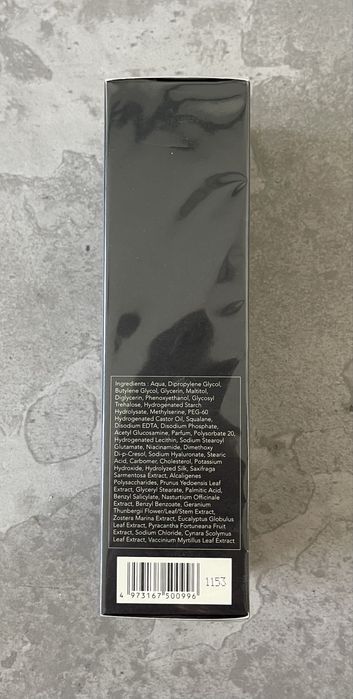 Ingredients : Aqua, Dipropylene Glycol,
Butylene Glycol, Glycerin, Maltitol,
Diglycerin, Phenoxyethanol, Glycosyl
Trehalose, Hydrogenated Starch
Hydrolysate, Methylserine, PEG-60
Hydrogenated Castor Oil, Squalane,
Disodium EDTA, Disodium Phosphate,
Acetyl Glucosamine, Parfum, Polysorbate 20,
Hydrogenated Lecithin, Sodium Stearoyl
Glutamate, Niacinamide, Dimethoxy
Di-p-Cresol, Sodium Hyaluronate, Stearic
Acid, Carbomer, Cholesterol, Potassium
Hydroxide, Hydrolyzed Silk, Saxifraga
Sarmentosa Extract, Alcaligenes
Polysaccharides, Prunus Yedoensis Leaf
Extract, Glyceryl Stearate, Palmitic Acid,
Benzyl Salicylate, Nasturtium Officinale
Extract, Benzyl Benzoate, Geranium
Thunbergii Flower/Leaf/Stem Extract,
Zostera Marina Extract, Eucalyptus Globulus
Leaf Extract, Pyracantha Fortuneana Fruit
Extract, Sodium Chloride, Cynara Scolymus
Leaf Extract, Vaccinium Myrtillus Leaf Extract
1153
4 973167 500996